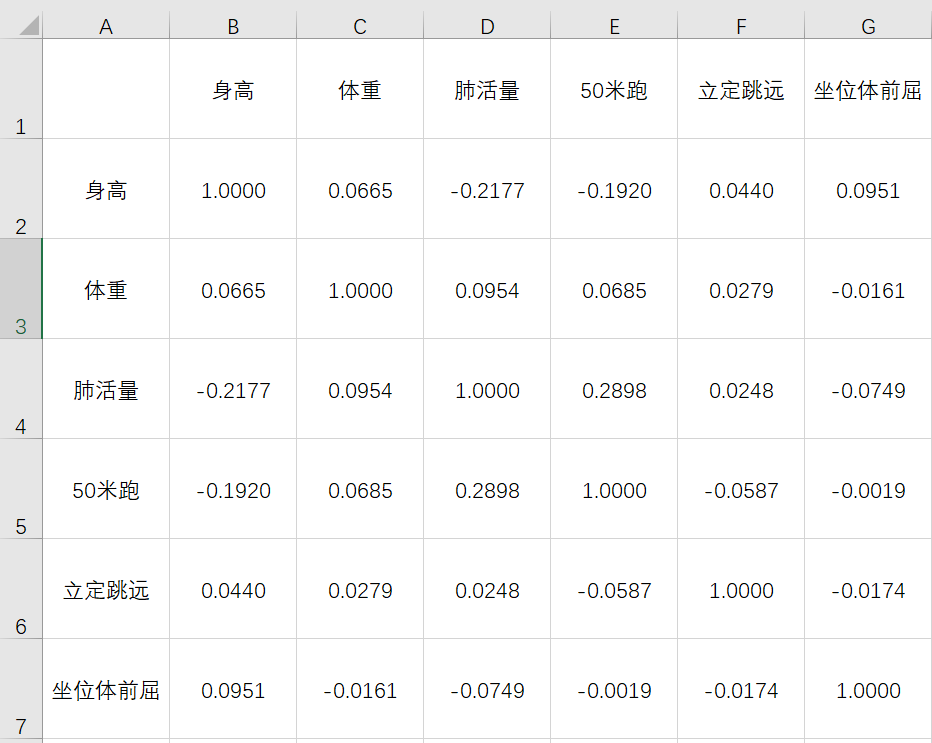 A B C D E F G
1 身高 体重 肺活量 50米跑 立定跳远 坐位体前屈
2 身高 1.0000 0.0665 -0.2177 -0.1920 0.0440 0.0951
3 体重 0.0665 1.0000 0.0954 0.0685 0.0279 -0.0161
4 肺活量 -0.2177 0.0954 1.0000 0.2898 0.0248 -0.0749
5 50米跑 -0.1920 0.0685 0.2898 1.0000 -0.0587 -0.0019
6 立定跳远 0.0440 0.0279 0.0248 -0.0587 1.0000 -0.0174
7 坐位体前屈 0.0951 -0.0161 -0.0749 -0.0019 -0.0174 1.0000